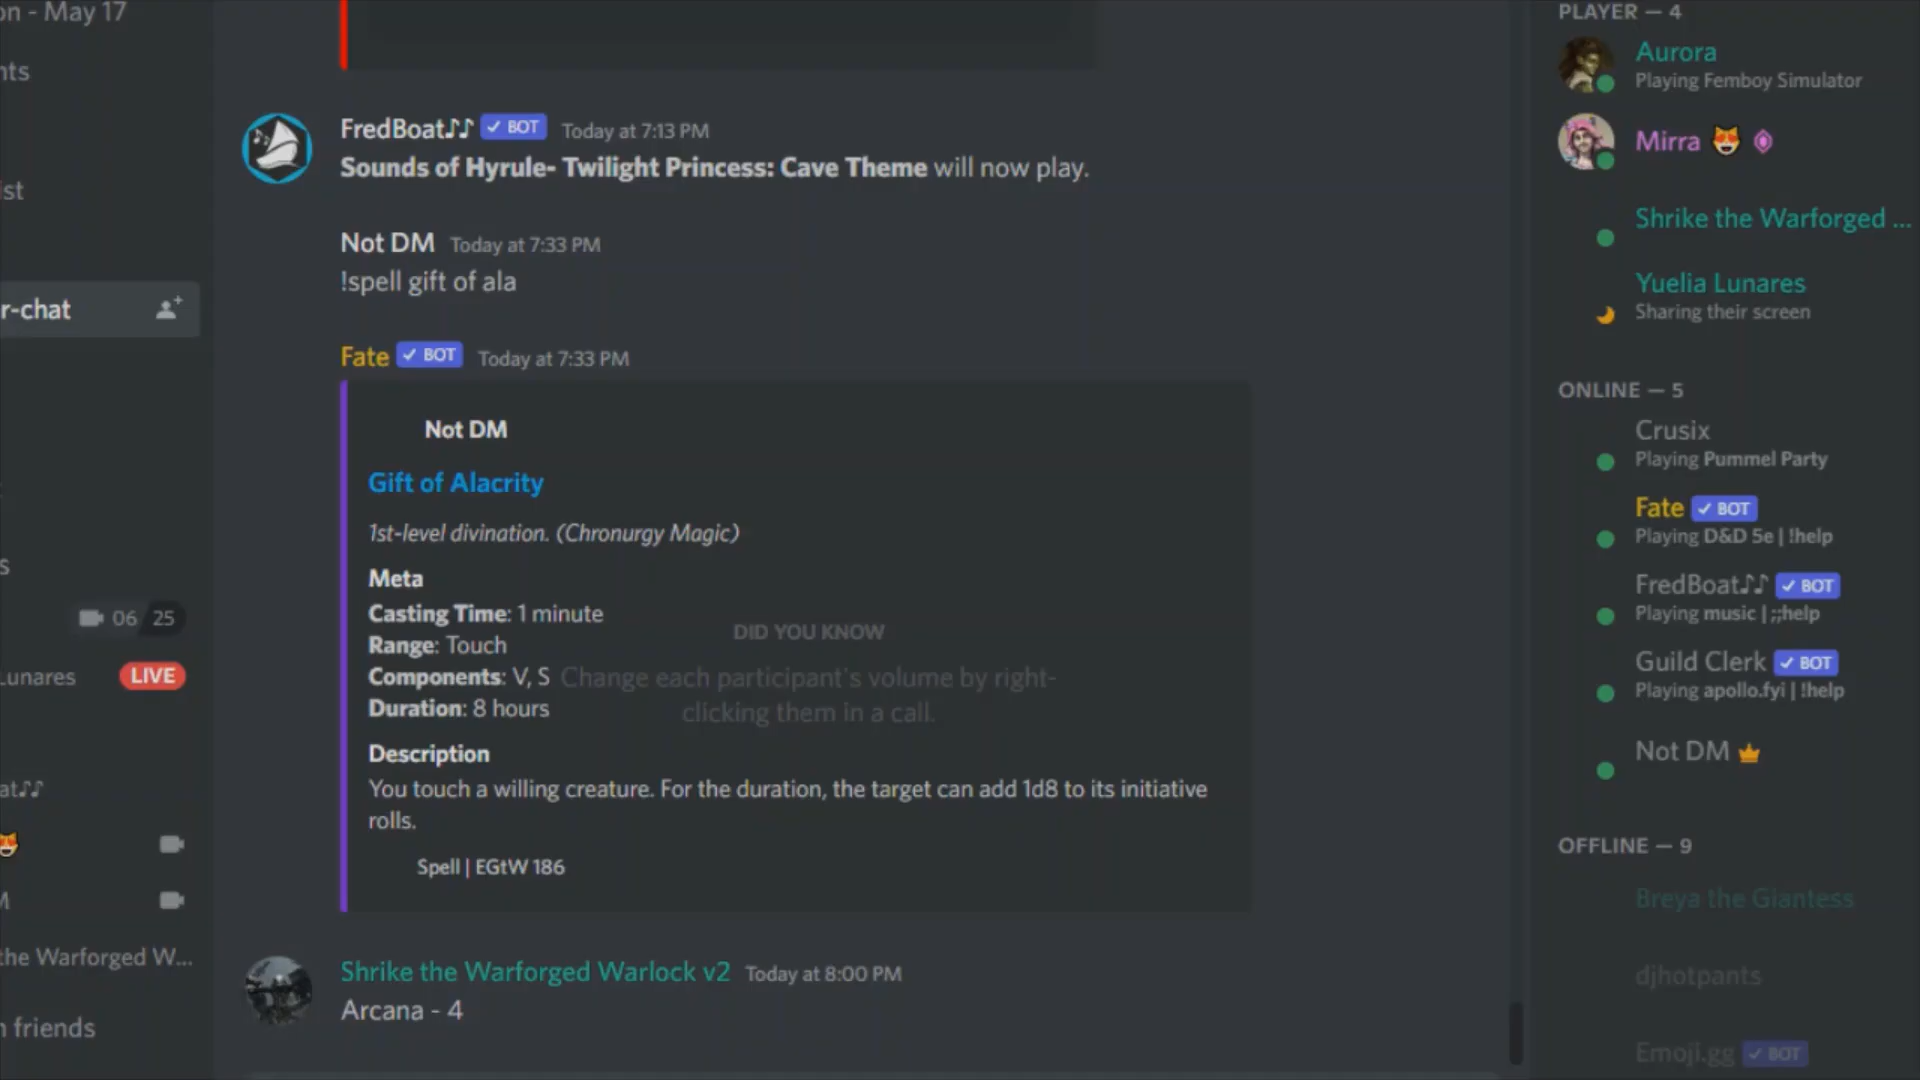 on - May 17
nts
ist
r-chat
s
06 25
Lunares LIVE
at♪♪
M
the Warforged W...
n friends
FredBoat♪♪ ✓ BOT Today at 7:13 PM
Sounds of Hyrule- Twilight Princess: Cave Theme will now play.
Not DM Today at 7:33 PM
!spell gift of ala
Fate ✓ BOT Today at 7:33 PM
Not DM
Gift of Alacrity
1st-level divination. (Chronurgy Magic)
Meta
Casting Time: 1 minute
Range: Touch
Components: V, S
Duration: 8 hours
DID YOU KNOW
Change each participant's volume by right-
clicking them in a call.
Description
You touch a willing creature. For the duration, the target can add 1d8 to its initiative
rolls.
Spell | EGtW 186
Shrike the Warforged Warlock v2 Today at 8:00 PM
Arcana - 4
PLAYER — 4
Aurora
Playing Femboy Simulator
Mirra
Shrike the Warforged ...
Yuelia Lunares
Sharing their screen
ONLINE — 5
Crusix
Playing Pummel Party
Fate ✓ BOT
Playing D&D 5e | !help
FredBoat♪♪ ✓ BOT
Playing music | ;;help
Guild Clerk ✓ BOT
Playing apollo.fyi | !help
Not DM
OFFLINE — 9
Breya the Giantess
djhotpants
Emoji.gg ✓ BOT